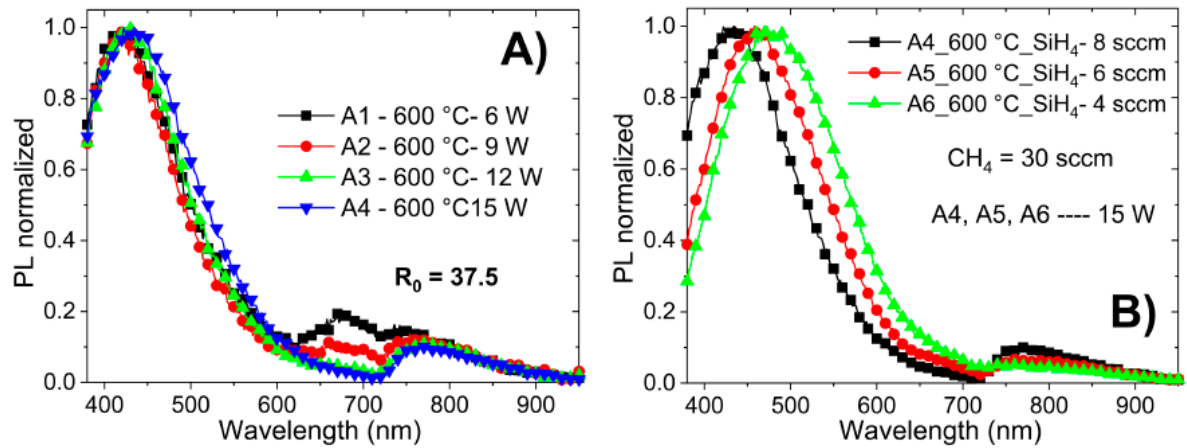 PL normalized
1.0
0.8
0.6
0.4
0.2
0.0
A)
A1 - 600 °C- 6 W
A2 - 600 °C- 9 W
A3 - 600 °C- 12 W
A4 - 600 °C15 W
R₀ = 37.5
400 500 600 700 800 900
Wavelength (nm)
PL normalized
1.0
0.8
0.6
0.4
0.2
0.0
A4_600 °C_SiH₄- 8 sccm
A5_600 °C_SiH₄- 6 sccm
A6_600 °C_SiH₄- 4 sccm
CH₄ = 30 sccm
A4, A5, A6 ---- 15 W
B)
400 500 600 700 800 900
Wavelength (nm)